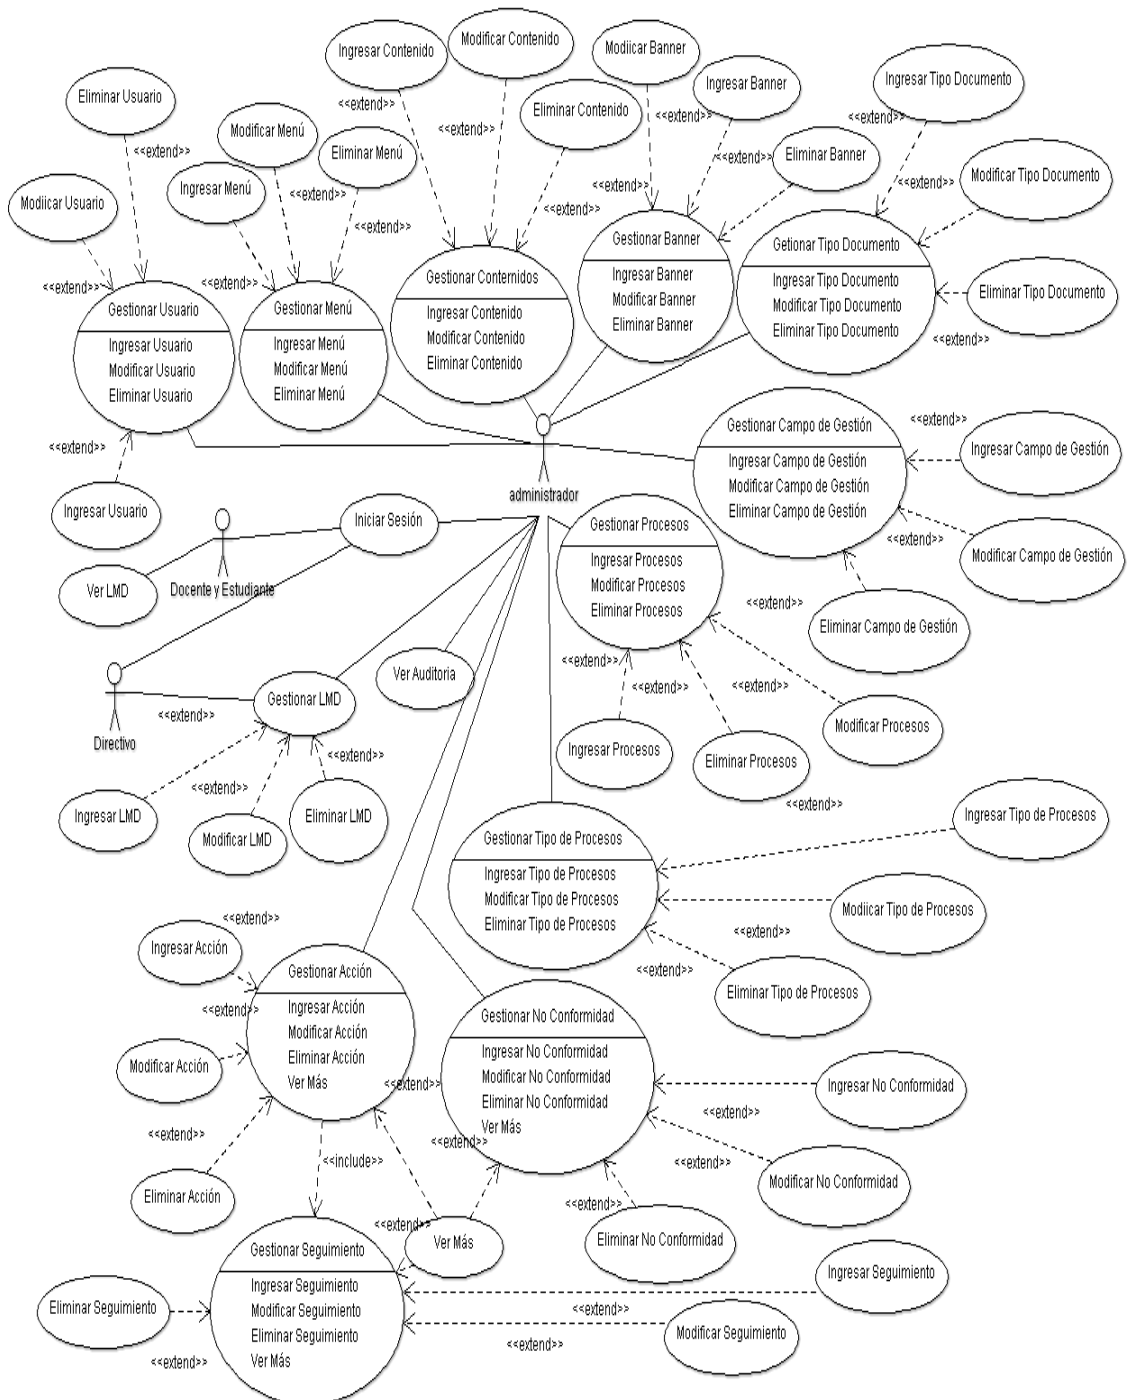 Modificar Contenido
Ingresar Contenido
Modiicar Banner
Ingresar Banner
Ingresar Tipo Documento
Eliminar Usuario
<<extend>>
Eliminar Contenido
<<extend>>
<<extend>>
Modificar Menú
<<extend>>
<<extend>>
Eliminar Menú
Eliminar Banner
<<extend>>
<<extend>>
Modificar Tipo Documento
Ingresar Menú
<<extend>>
<<extend>>
<<extend>>
Modiicar Usuario
<<extend>>
<<extend>>
<<extend>>
Gestionar Banner
Ingresar Banner
Modificar Banner
Eliminar Banner
Getionar Tipo Documento
Ingresar Tipo Documento
Modificar Tipo Documento
Eliminar Tipo Documento
Eliminar Tipo Documento
<<extend>>
<<extend>>
<<extend>>
Gestionar Conternidos
Ingresar Contenido
Modificar Contenido
Eliminar Contenido
Gestionar Usuario
Ingresar Usuario
Modificar Usuario
Eliminar Usuario
Gestionar Menú
Ingresar Menú
Modificar Menú
Eliminar Menú
<<extend>>
Ingresar Usuario
administrador
Gestionar Campo de Gestión
Ingresar Campo de Gestión
Modificar Campo de Gestión
Eliminar Campo de Gestión
<<extend>>
Ingresar Campo de Gestión
<<extend>>
<<extend>>
Modificar Campo de Gestión
Iniciar Sesión
Gestionar Procesos
Ingresar Procesos
Modificar Procesos
Eliminar Procesos
Ver LMD
Docente y Estudiante
<<extend>>
Eliminar Campo de Gestión
<<extend>>
Ver Auditoria
<<extend>>
<<extend>>
Directivo
Gestionar LMD
<<extend>>
Modificar Procesos
Ingresar Procesos
Eliminar Procesos
<<extend>>
<<extend>>
<<extend>>
Ingresar LMD
Modificar LMD
Eliminar LMD
Ingresar Tipo de Procesos
Gestionar Tipo de Procesos
Ingresar Tipo de Procesos
Modificar Tipo de Procesos
Eliminar Tipo de Procesos
Modiicar Tipo de Procesos
<<extend>>
<<extend>>
<<extend>>
Ingresar Acción
Eliminar Tipo de Procesos
Gestionar Acción
Ingresar Acción
Modificar Acción
Eliminar Acción
Ver Más
<<extend>>
Modificar Acción
Gestionar No Conformidad
Ingresar No Conformidad
Modificar No Conformidad
Eliminar No Conformidad
Ver Más
<<extend>>
Ingresar No Conformidad
<<extend>>
<<extend>>
<<extend>>
<<include>>
<<extend>>
Modificar No Conformidad
Eliminar Acción
<<extend>>
<<extend>>
Ver Más
Eliminar No Conformidad
Gestionar Seguimiento
Ingresar Seguimiento
Modificar Seguimiento
Eliminar Seguimiento
Ver Más
Ingresar Seguimiento
Eliminar Seguimiento
<<extend>>
Modificar Seguimiento
<<extend>>
<<extend>>